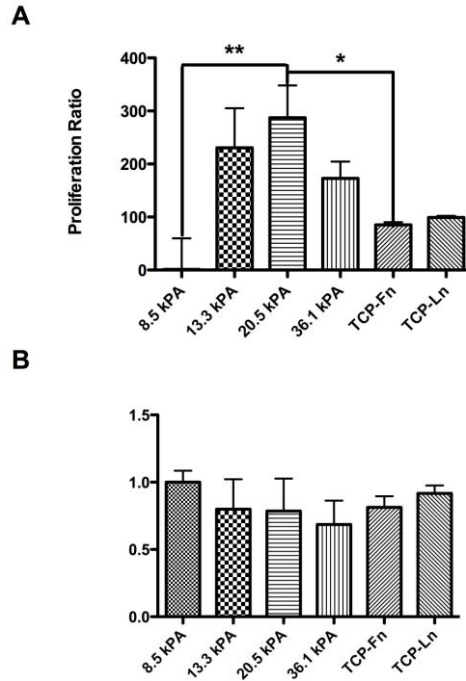 A
**
*
Proliferation Ratio
400
300
200
100
0
8.5 kPA
13.3 kPA
20.5 kPA
36.1 kPA
TCP-Fn
TCP-Ln
B
1.5
1.0
0.5
0.0
8.5 kPA
13.3 kPA
20.5 kPA
36.1 kPA
TCP-Fn
TCP-Ln